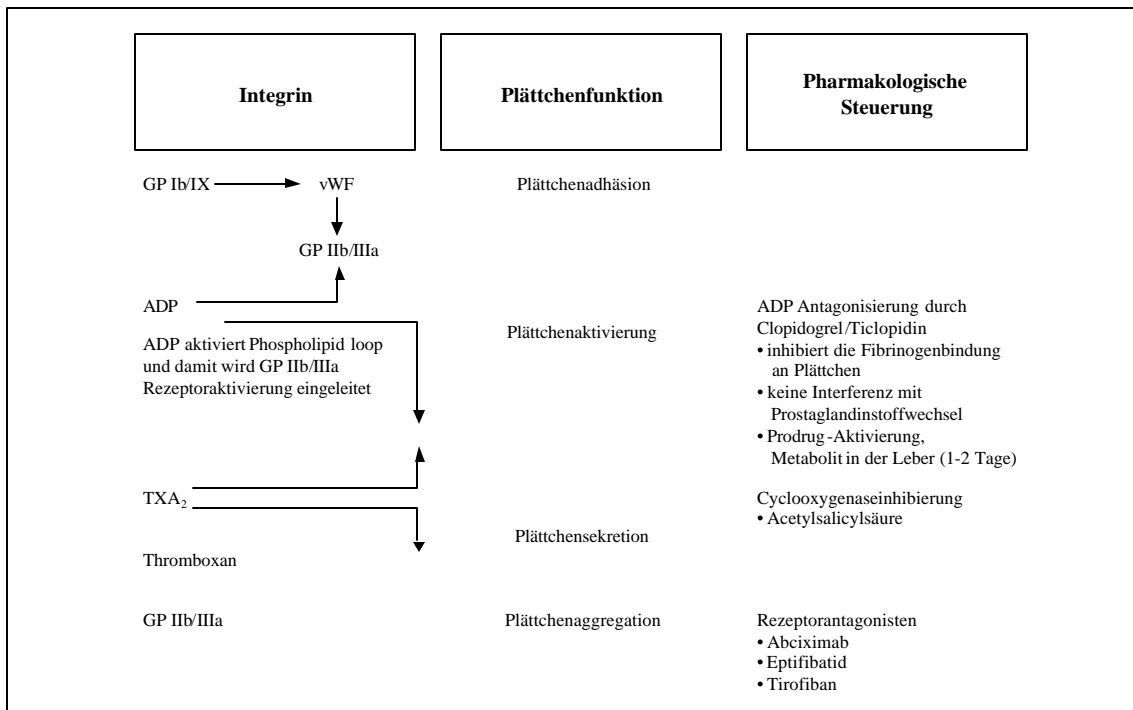 Integrin
Plättchenfunktion
Pharmakologische
Steuerung
GP Ib/IX
vWF
Plättchenadhäsion
GP IIb/IIIa
ADP
ADP aktiviert Phospholipid loop
und damit wird GP IIb/IIIa
Rezeptoraktivierung eingeleitet
Plättchenaktivierung
ADP Antagonisierung durch
Clopidogrel/Ticlopidin
• inhibiert die Fibrinogenbindung
an Plättchen
• keine Interferenz mit
Prostaglandinstoffwechsel
• Prodrug-Aktivierung,
Metabolit in der Leber (1-2 Tage)
TXA₂
Thromboxan
Plättchensekretion
Cyclooxygenaseinhibierung
• Acetylsalicylsäure
GP IIb/IIIa
Plättchenaggregation
Rezeptorantagonisten
• Abciximab
• Eptifibatid
• Tirofiban